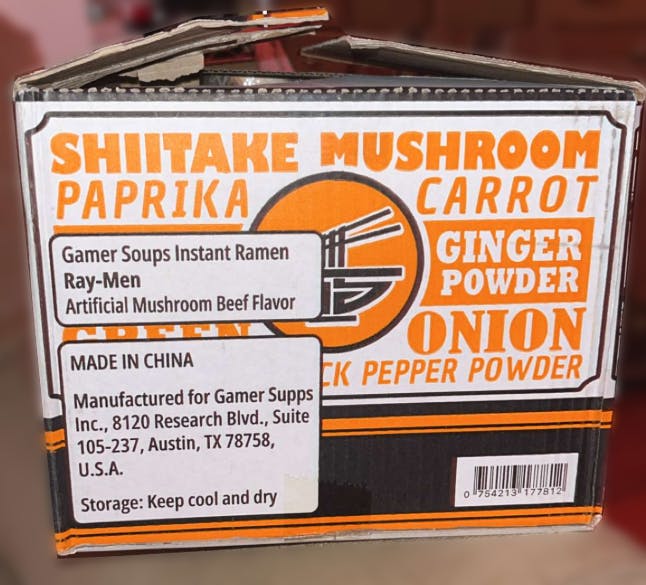 SHIITAKE MUSHROOM
PAPRIKA CARROT
Gamer Soups Instant Ramen
Ray-Men
Artificial Mushroom Beef Flavor
GINGER
POWDER
GREEN ONION
CK PEPPER POWDER
MADE IN CHINA
Manufactured for Gamer Supps
Inc., 8120 Research Blvd., Suite
105-237, Austin, TX 78758,
U.S.A.
Storage: Keep cool and dry
0 754213 177812